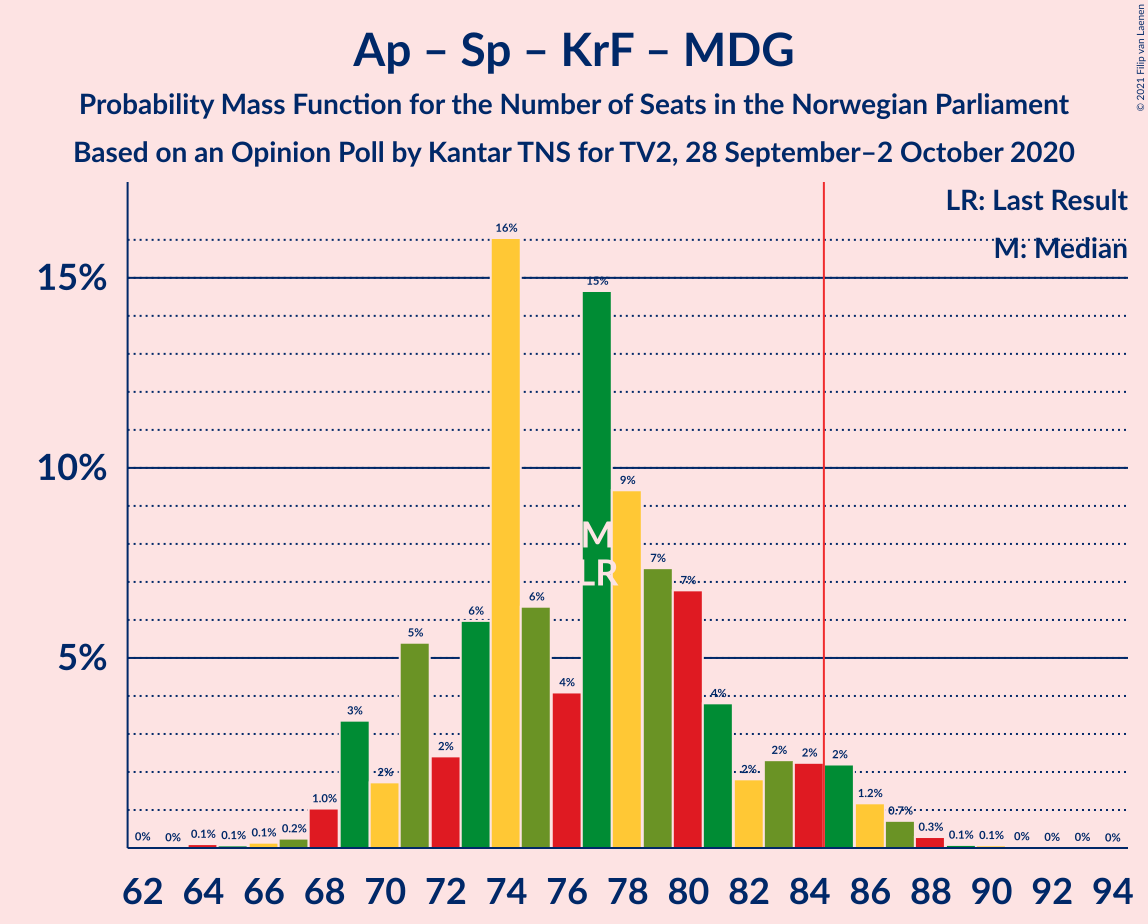 Ap – Sp – KrF – MDG
Probability Mass Function for the Number of Seats in the Norwegian Parliament
Based on an Opinion Poll by Kantar TNS for TV2, 28 September–2 October 2020
© 2021 Filip van Laenen
LR: Last Result
M: Median
15%
10%
5%
0% 0% 0.1% 0.1% 0.1% 0.2% 1.0% 3% 2% 5% 2% 6% 16% 6% 4% 15% 9% 7% 7% 4% 2% 2% 2% 2% 1.2% 0.7% 0.3% 0.1% 0.1% 0% 0% 0% 0%
M
LR
62 64 66 68 70 72 74 76 78 80 82 84 86 88 90 92 94